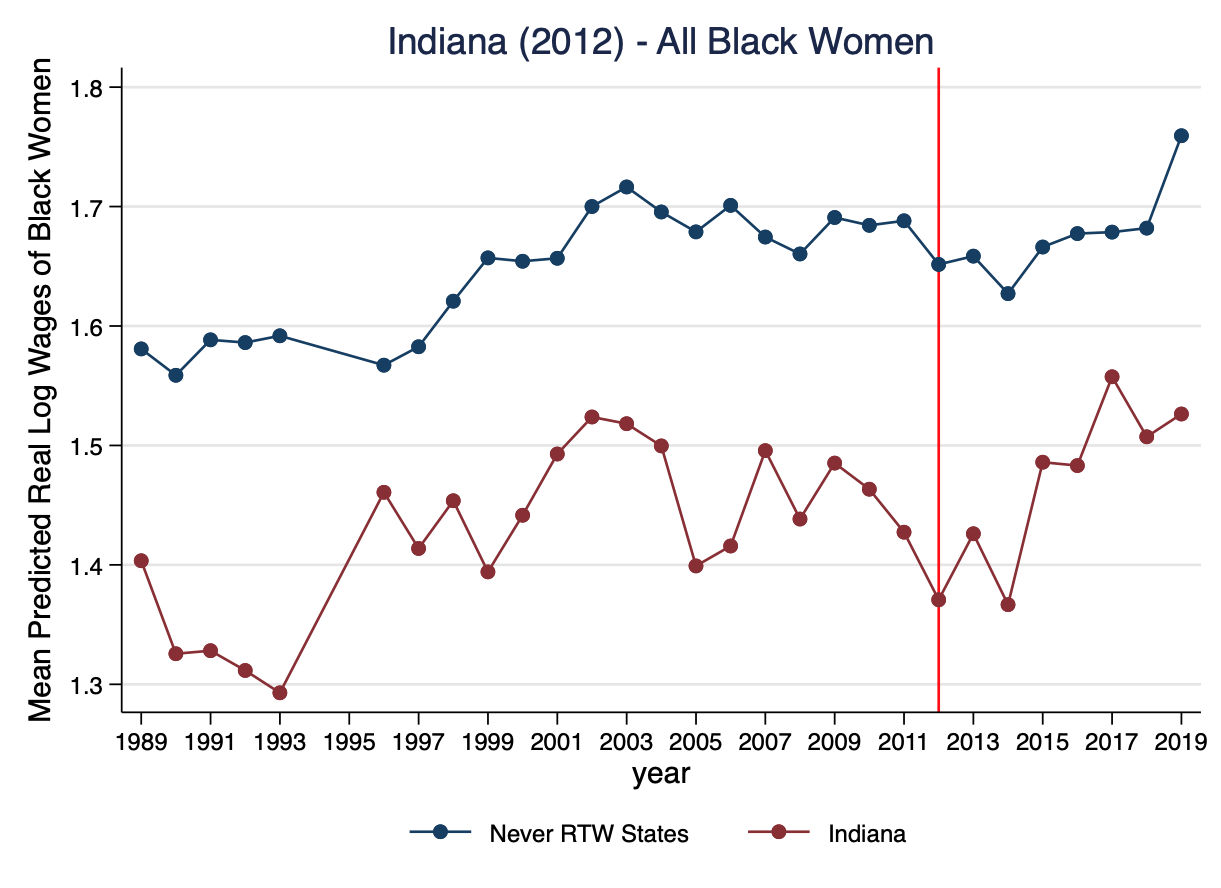 Indiana (2012) - All Black Women
Mean Predicted Real Log Wages of Black Women
1.8
1.7
1.6
1.5
1.4
1.3
1989 1991 1993 1995 1997 1999 2001 2003 2005 2007 2009 2011 2013 2015 2017 2019
year
Never RTW States Indiana